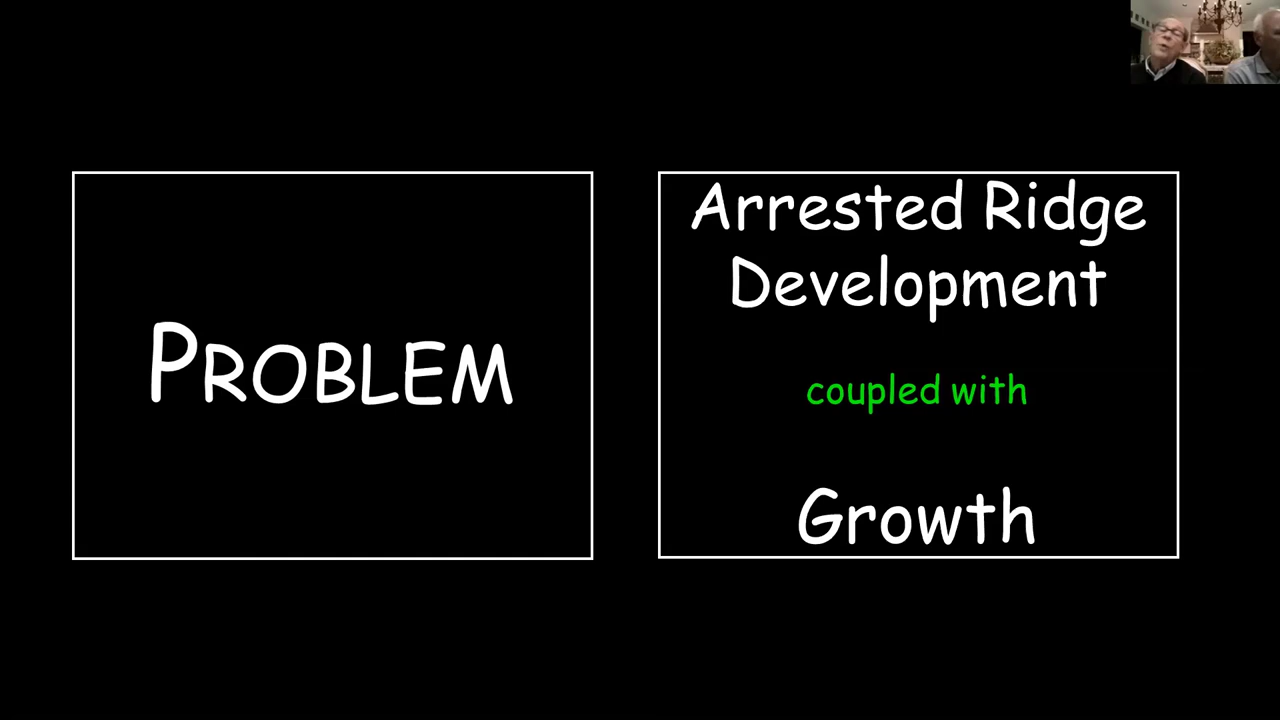 PROBLEM
Arrested Ridge
Development
coupled with
Growth